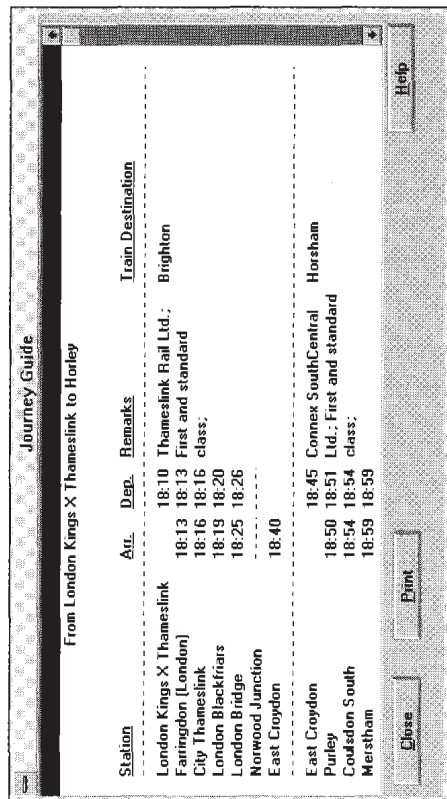 Journey Guide
From London Kings X Thameslink to Horley
Station Arr. Dep. Remarks Train Destination
London Kings X Thameslink 18:10 Thameslink Rail Ltd.; Brighton
Farringdon (London) 18:13 18:13 First and standard
City Thameslink 18:16 18:16 class;
London Blackfriars 18:19 18:20
London Bridge 18:25 18:26
Norwood Junction -----
East Croydon 18:40
East Croydon 18:45 Connex SouthCentral Horsham
Purley 18:50 18:51 Ltd.; First and standard
Coulsdon South 18:54 18:54 class;
Merstham 18:59 18:59
Close Print Help